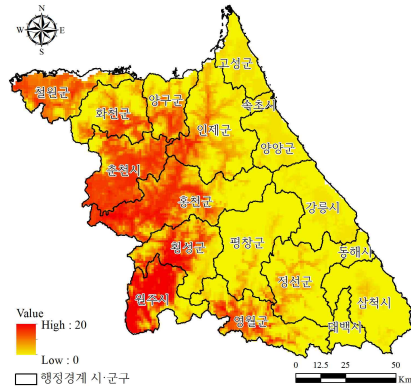 N
W E
S
고성군
철원군
속초시
화천군
양구군
인제군
양양군
춘천시
홍천군
강릉시
횡성군
평창군
동해시
정선군
원주시
삼척시
영월군
태백시
Value
High : 20
Low : 0
행정경계 시·군구
0 12.5 25 50
Km